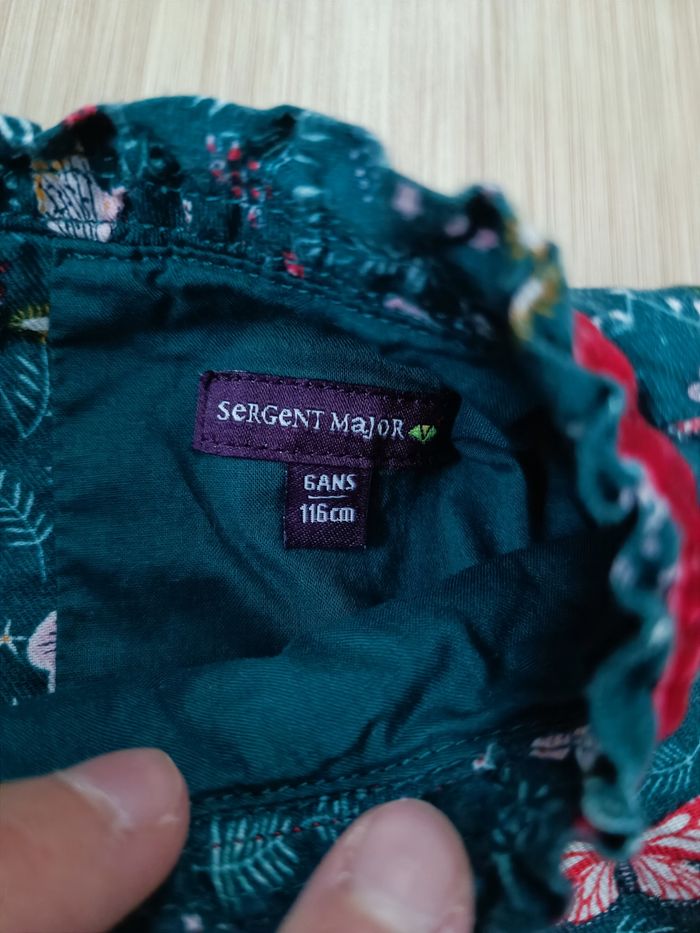 seRGeNT MaJOR
6ANS
116cm